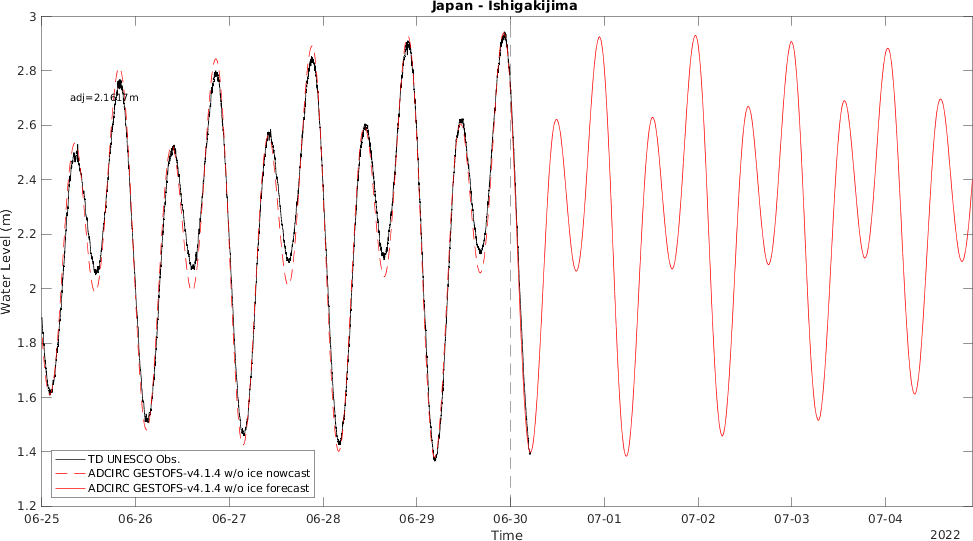 Japan - Ishigakijima
3
2.8
2.6
2.4
2.2
2
1.8
1.6
1.4
1.2
Water Level (m)
adj=2.1617m
TD UNESCO Obs.
ADCIRC GESTOFS-v4.1.4 w/o ice nowcast
ADCIRC GESTOFS-v4.1.4 w/o ice forecast
06-25 06-26 06-27 06-28 06-29 06-30 07-01 07-02 07-03 07-04
Time
2022